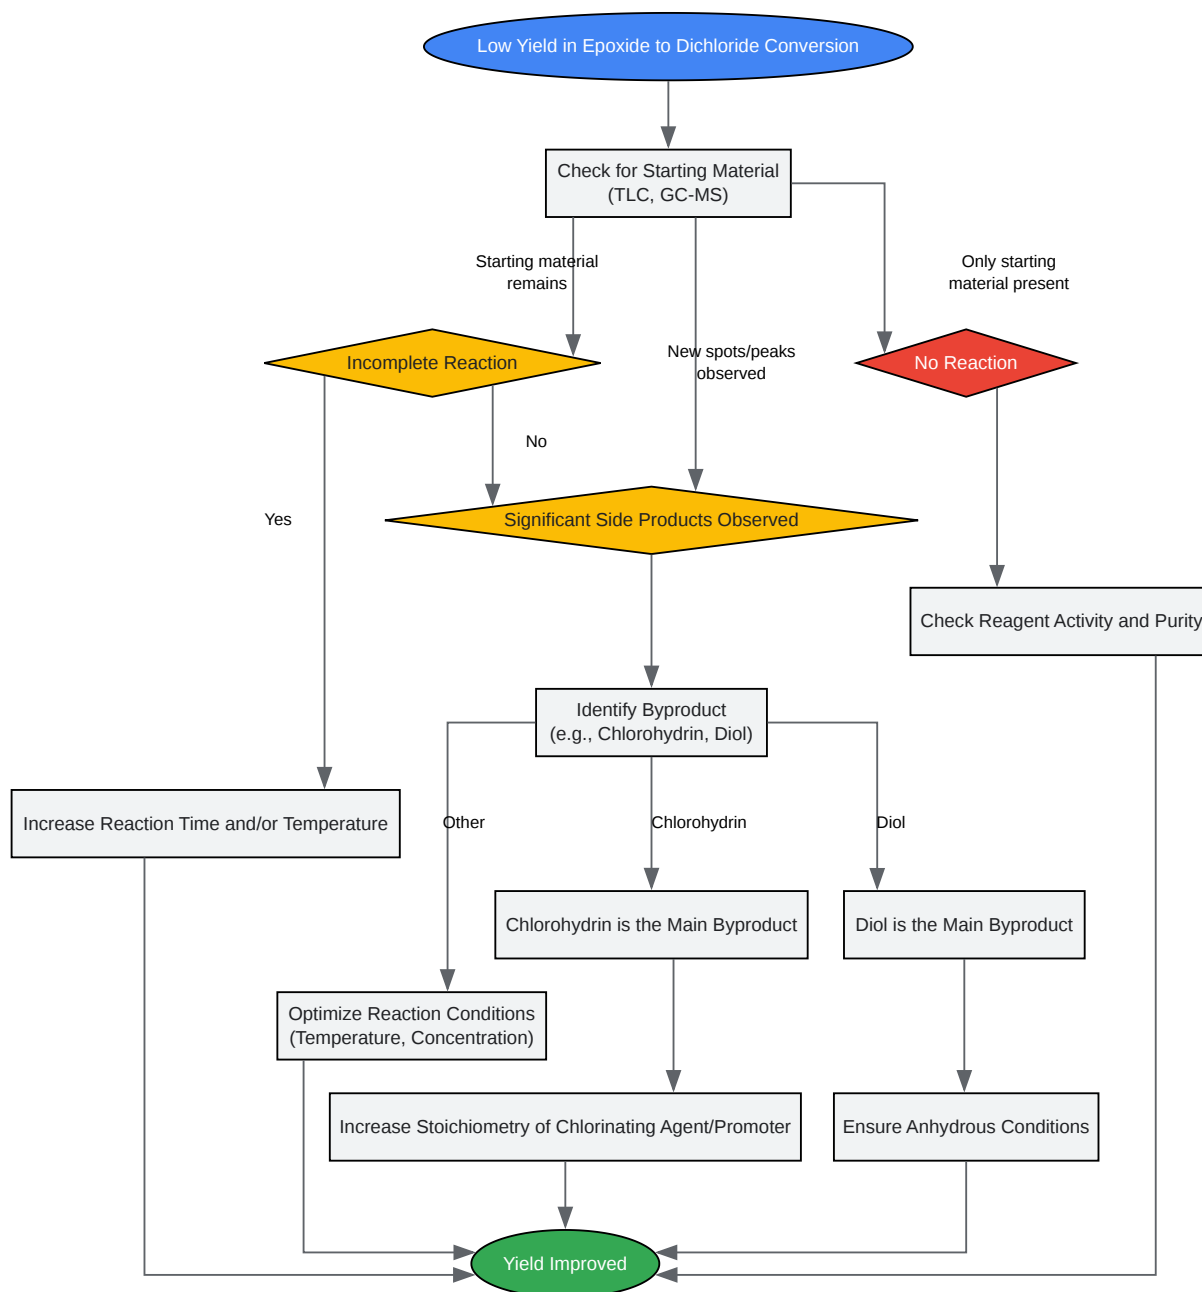 Low Yield in Epoxide to Dichloride Conversion
Check for Starting Material
(TLC, GC-MS)
Starting material
remains
Only starting
material present
New spots/peaks
observed
Incomplete Reaction
No Reaction
No
Yes
Significant Side Products Observed
Check Reagent Activity and Purity
Identify Byproduct
(e.g., Chlorohydrin, Diol)
Increase Reaction Time and/or Temperature
Other
Chlorohydrin
Diol
Chlorohydrin is the Main Byproduct
Diol is the Main Byproduct
Optimize Reaction Conditions
(Temperature, Concentration)
Increase Stoichiometry of Chlorinating Agent/Promoter
Ensure Anhydrous Conditions
Yield Improved